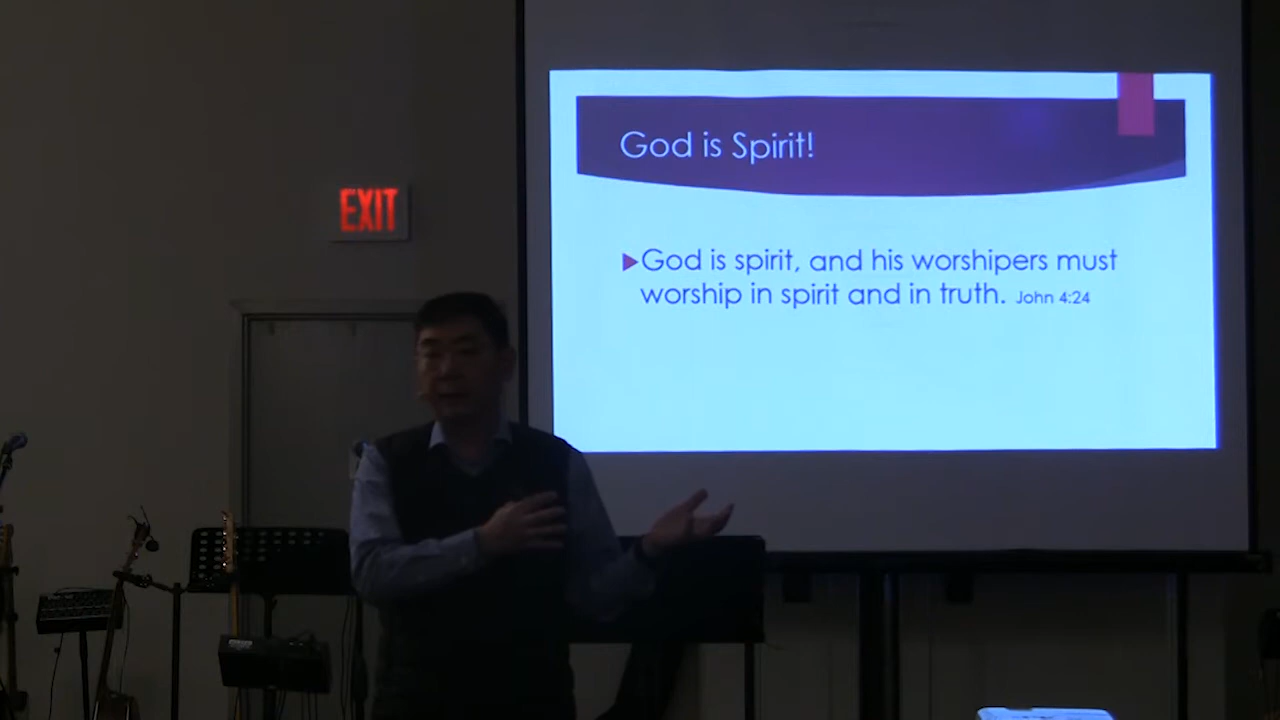 God is Spirit!
EXIT
God is spirit, and his worshipers must
worship in spirit and in truth. John 4:24